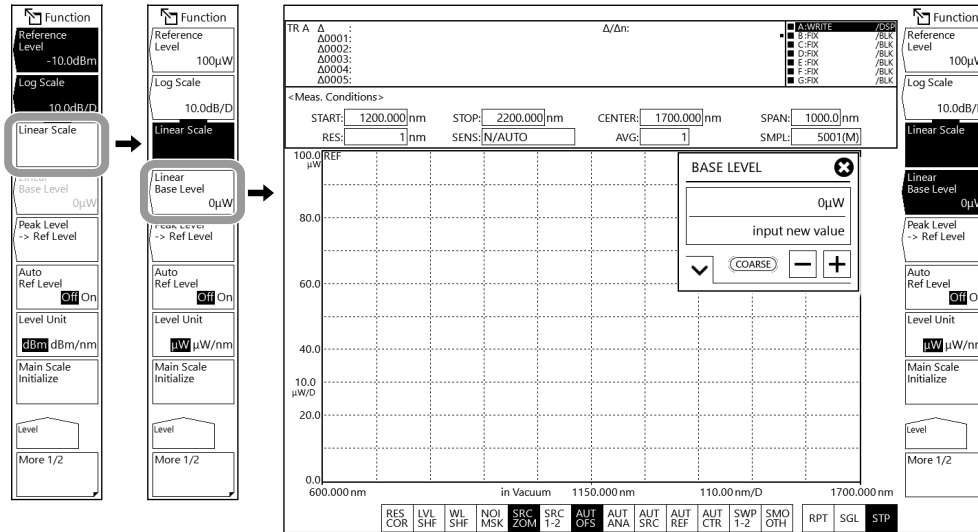 Function
Reference
Level
-10.0dBm
Log Scale
10.0dB/D
Linear Scale
Linear
Base Level
0µW
Peak Level
-> Ref Level
Auto
Ref Level
Off On
Level Unit
dBm dBm/nm
Main Scale
Initialize
Level
More 1/2
Function
Reference
Level
100µW
Log Scale
10.0dB/D
Linear Scale
Linear
Base Level
0µW
Peak Level
-> Ref Level
Auto
Ref Level
Off On
Level Unit
µW µW/nm
Main Scale
Initialize
Level
More 1/2
TR A Δ : Δ/Δn:
Δ0001:
Δ0002:
Δ0003:
Δ0004:
Δ0005:
A:WRITE /DSP
B:FIX /BLK
C:FIX /BLK
D:FIX /BLK
E:FIX /BLK
F:FIX /BLK
G:FIX /BLK
<Meas. Conditions>
START: 1200.000 nm STOP: 2200.000 nm CENTER: 1700.000 nm SPAN: 1000.0 nm
RES: 1 nm SENS: N/AUTO AVG: 1 SMPL: 5001(M)
100.0 REF
µW
80.0
60.0
40.0
10.0
µW/D
20.0
0.0
BASE LEVEL
0µW
input new value
COARSE
600.000 nm in Vacuum 1150.000 nm 110.00 nm/D 1700.000 nm
RES COR LVL SHF WL SHF NOI MSK SRC ZOM SRC 1-2 AUT OFS AUT ANA AUT SRC AUT REF AUT CTR SWP 1-2 SMO OTH RPT SGL STP
Function
Reference
Level
100µW
Log Scale
10.0dB/D
Linear Scale
Linear
Base Level
0µW
Peak Level
-> Ref Level
Auto
Ref Level
Off On
Level Unit
µW µW/nm
Main Scale
Initialize
Level
More 1/2